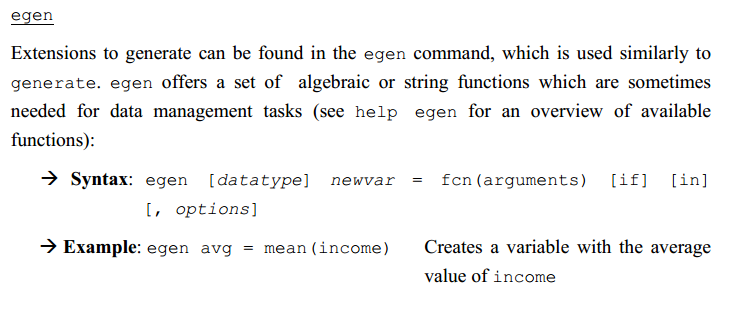 egen
Extensions to generate can be found in the egen command, which is used similarly to
generate. egen offers a set of algebraic or string functions which are sometimes
needed for data management tasks (see help egen for an overview of available
functions):
→ Syntax: egen [datatype] newvar = fcn(arguments) [if] [in]
[, options]
→ Example: egen avg = mean(income) Creates a variable with the average
value of income